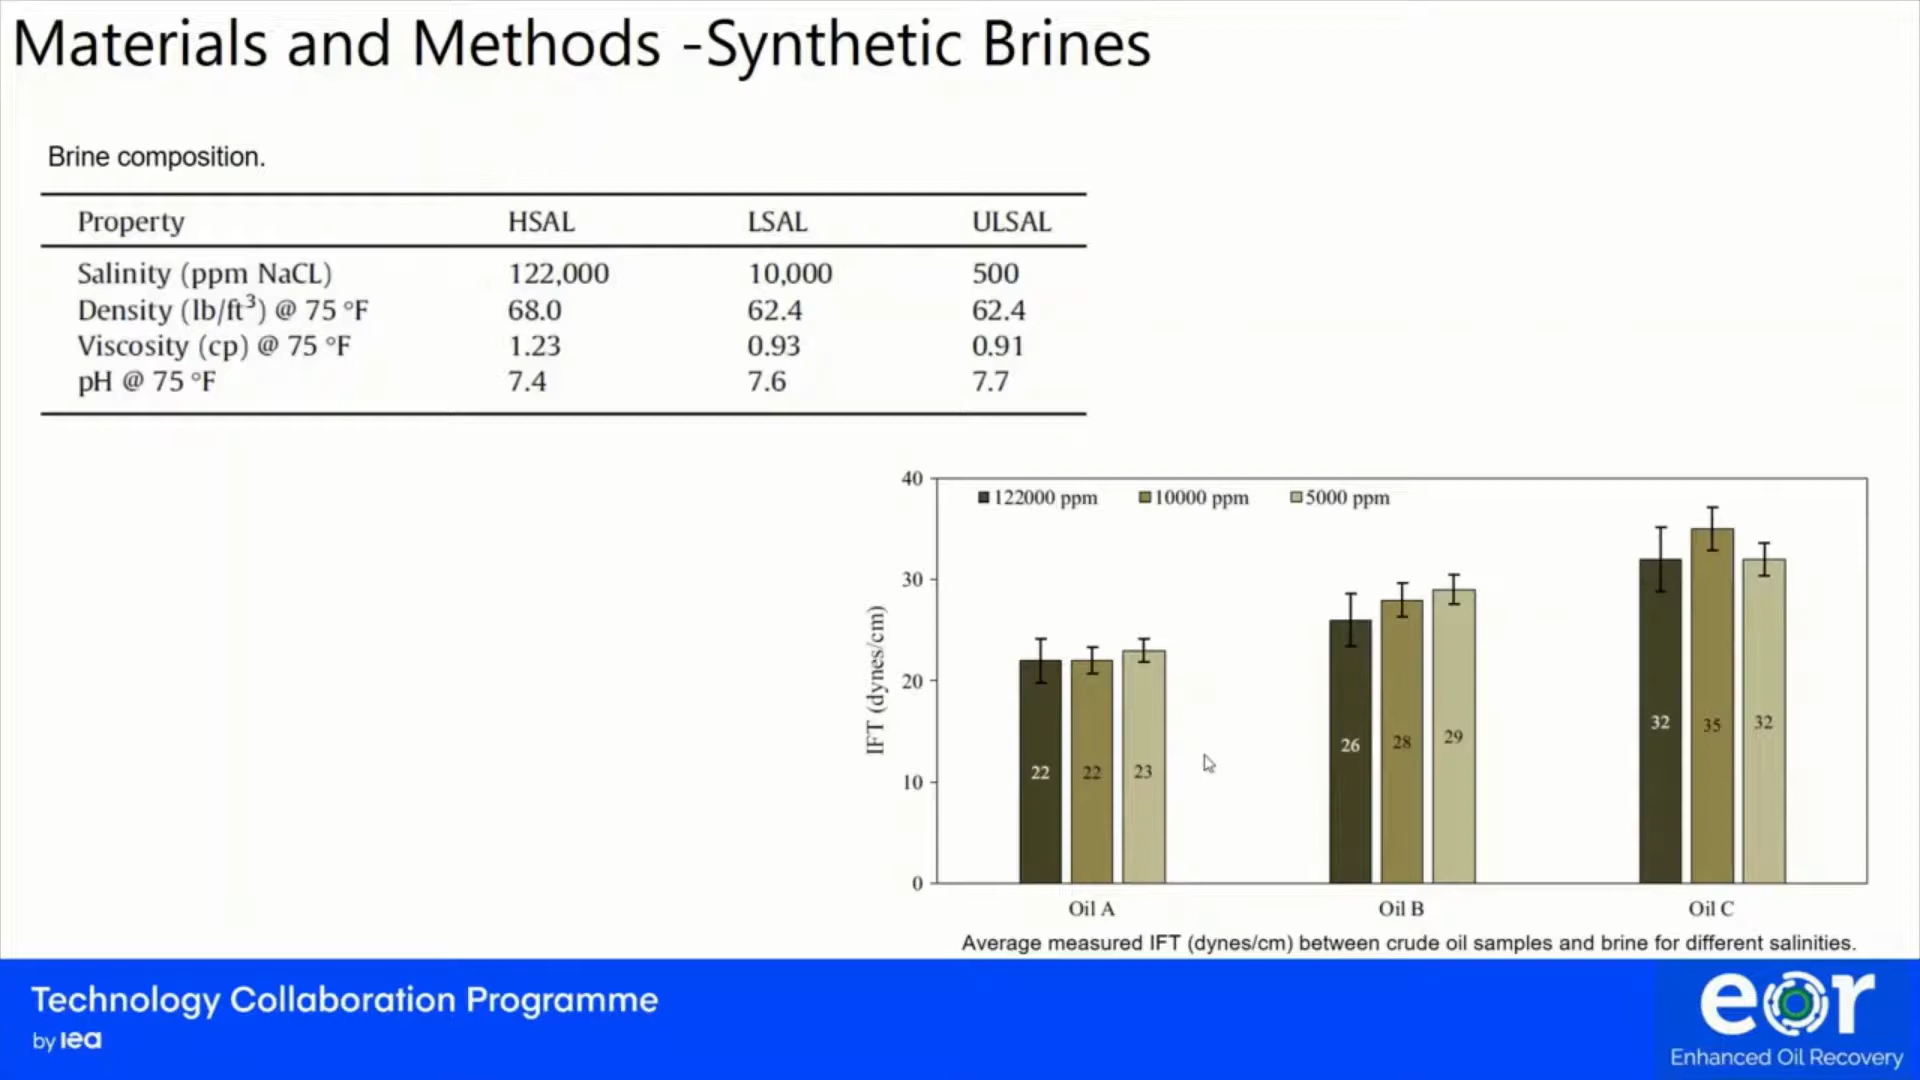 Materials and Methods -Synthetic Brines
Brine composition.
Property HSAL LSAL ULSAL
Salinity (ppm NaCL) 122,000 10,000 500
Density (lb/ft³) @ 75 °F 68.0 62.4 62.4
Viscosity (cp) @ 75 °F 1.23 0.93 0.91
pH @ 75 °F 7.4 7.6 7.7
40
122000 ppm 10000 ppm 5000 ppm
30
20
10
0
IFT (dynes/cm)
22 22 23
26 28 29
32 35 32
Oil A Oil B Oil C
Average measured IFT (dynes/cm) between crude oil samples and brine for different salinities.
Technology Collaboration Programme
by iea
eor
Enhanced Oil Recovery